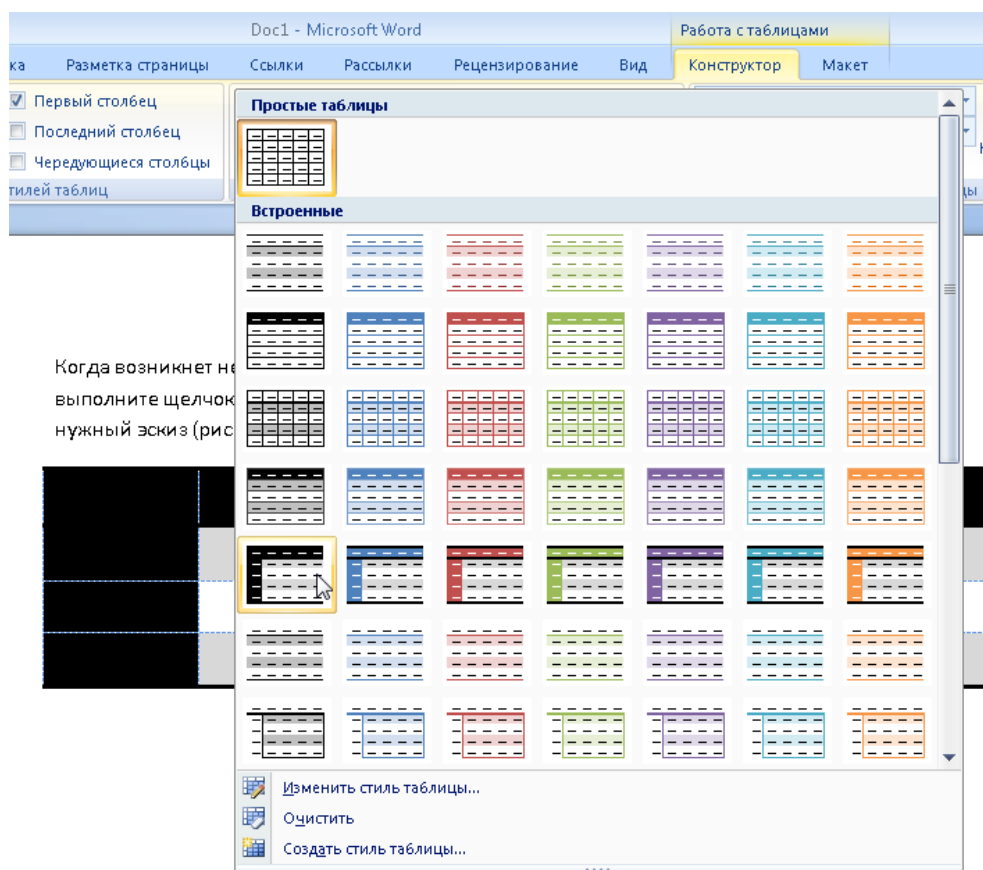 Doc1 - Microsoft Word
Работа с таблицами
ка Разметка страницы Ссылки Рассылки Рецензирование Вид Конструктор Макет
Первый столбец
Последний столбец
Чередующиеся столбцы
тилей таблиц
цы
Простые таблицы
Встроенные
Когда возникнет не
выполните щелчок
нужный эскиз (рис
Изменить стиль таблицы...
Очистить
Создать стиль таблицы...